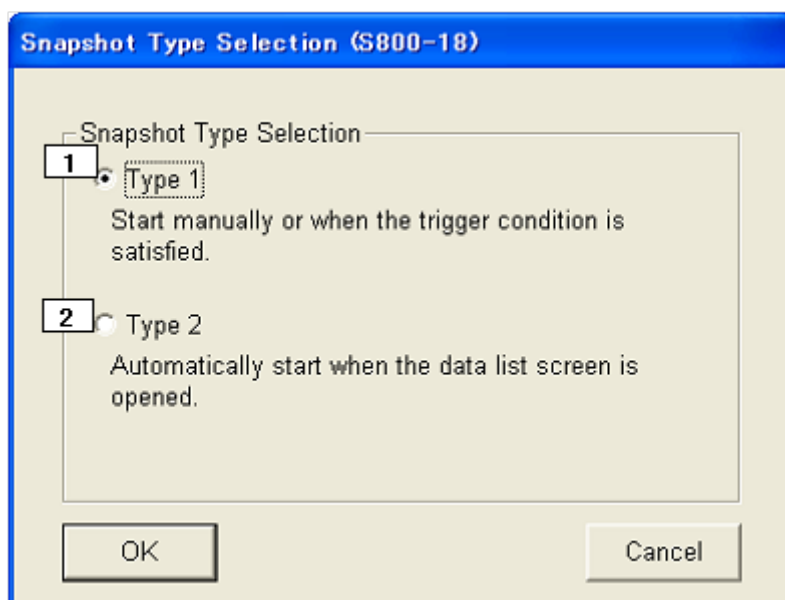 Snapshot Type Selection (S800-18)
Snapshot Type Selection
1
Type 1
Start manually or when the trigger condition is
satisfied.
2
Type 2
Automatically start when the data list screen is
opened.
OK
Cancel